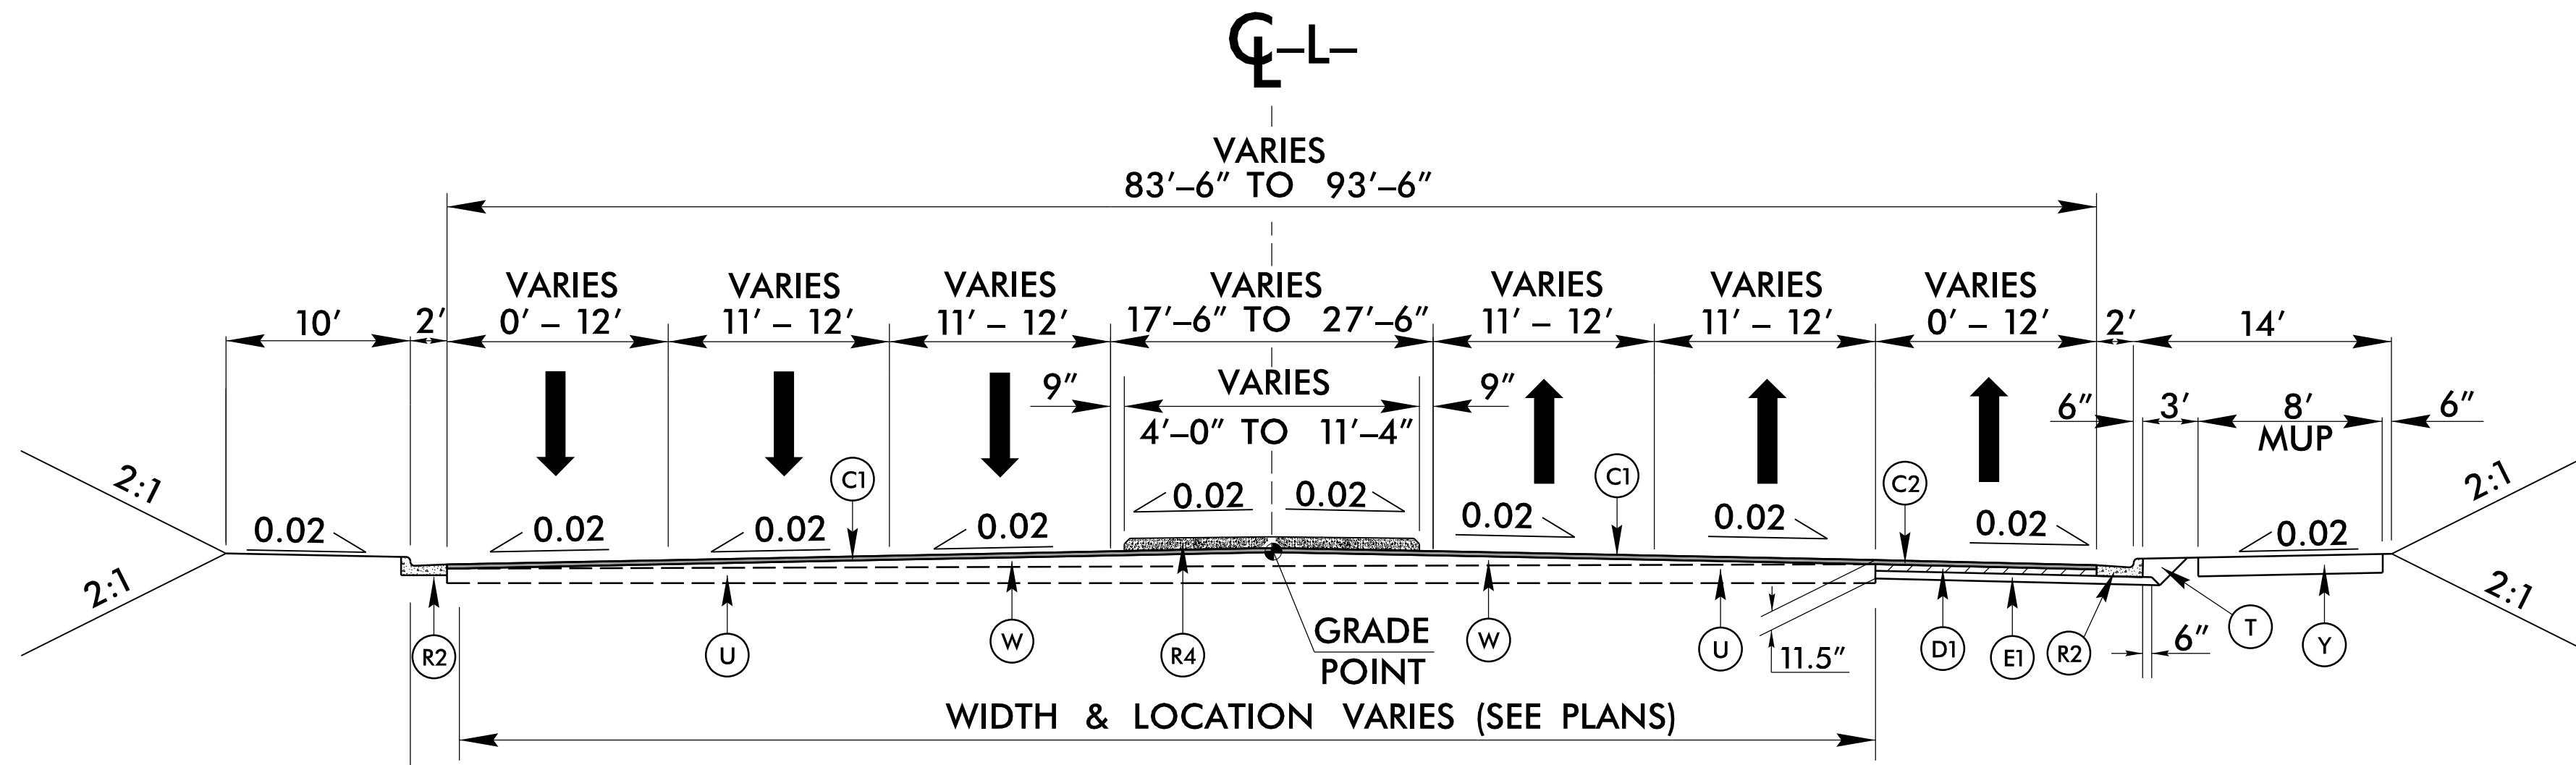 CL –L–
VARIES
83'–6" TO 93'–6"
VARIES VARIES VARIES VARIES VARIES VARIES VARIES
10' 2' 0' – 12' 11' – 12' 11' – 12' 17'–6" TO 27'–6" 11' – 12' 11' – 12' 0' – 12' 2' 14'
9" VARIES 9"
4'–0" TO 11'–4"
6" 3' 8' 6"
MUP
2:1 C1 C1 C2 2:1
0.02 0.02 0.02 0.02 0.02 0.02 0.02 0.02 0.02 0.02
2:1 2:1
R2 U W R4 GRADE W U D1 E1 R2 T Y
POINT
11.5" 6"
WIDTH & LOCATION VARIES (SEE PLANS)